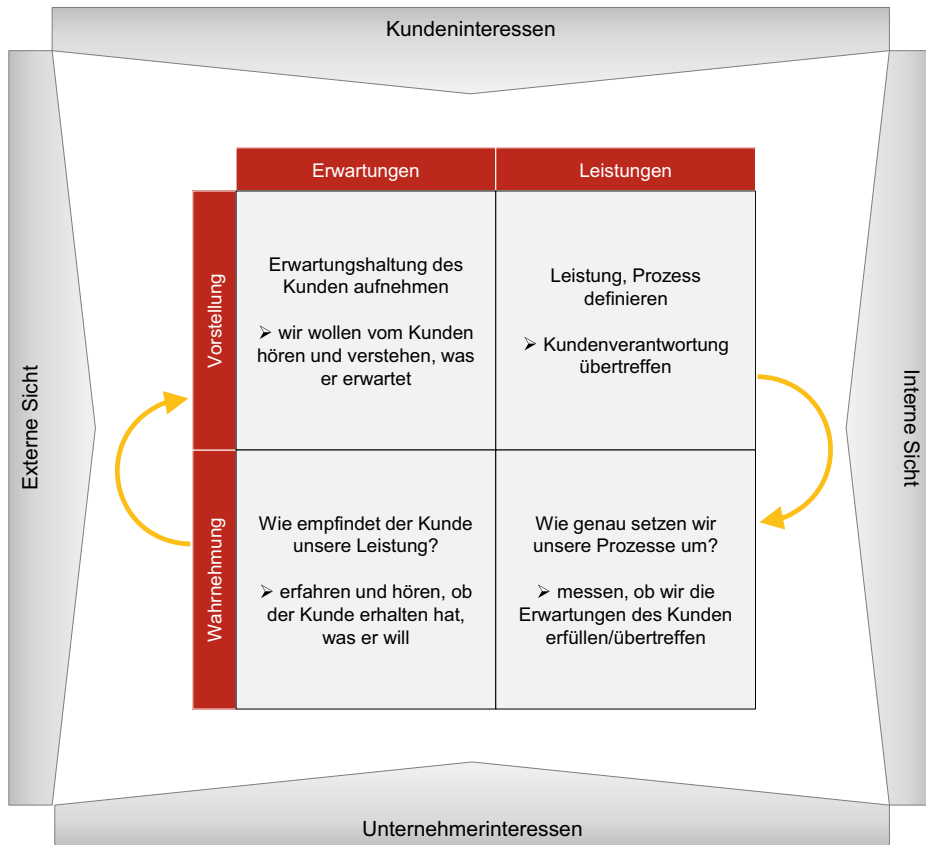 Kundeninteressen
Erwartungen
Leistungen
Externe Sicht
Vorstellung
Erwartungshaltung des
Kunden aufnehmen
➢ wir wollen vom Kunden
hören und verstehen, was
er erwartet
Leistung, Prozess
definieren
➢ Kundenverantwortung
übertreffen
Interne Sicht
Wahrnehmung
Wie empfindet der Kunde
unsere Leistung?
➢ erfahren und hören, ob
der Kunde erhalten hat,
was er will
Wie genau setzen wir
unsere Prozesse um?
➢ messen, ob wir die
Erwartungen des Kunden
erfüllen/übertreffen
Unternehmerinteressen